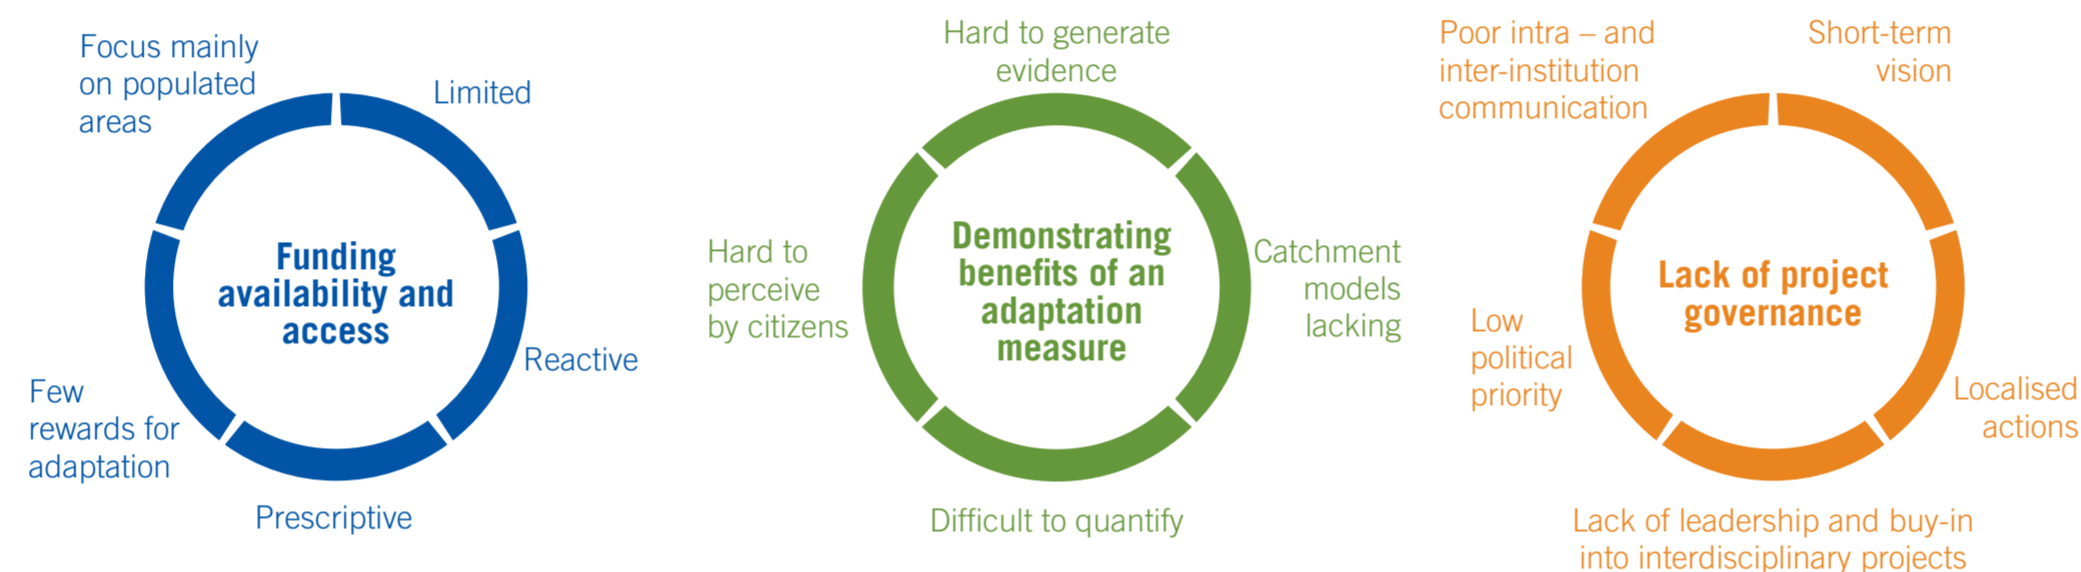 Focus mainly
on populated
areas
Limited
Funding
availability and
access
Reactive
Few
rewards for
adaptation
Prescriptive
Hard to generate
evidence
Hard to
perceive
by citizens
Demonstrating
benefits of an
adaptation
measure
Catchment
models
lacking
Difficult to quantify
Poor intra – and
inter-institution
communication
Short-term
vision
Lack of project
governance
Low
political
priority
Localised
actions
Lack of leadership and buy-in
into interdisciplinary projects